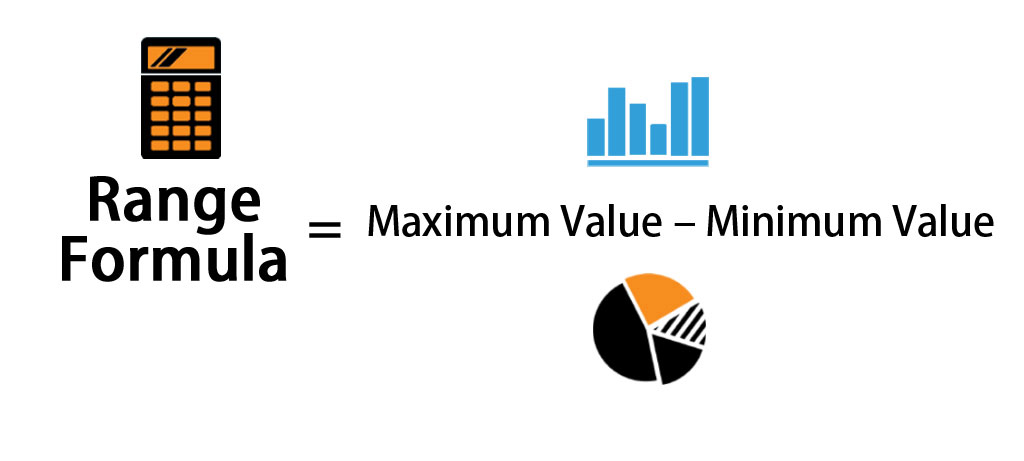 Range
Formula
= Maximum Value – Minimum Value